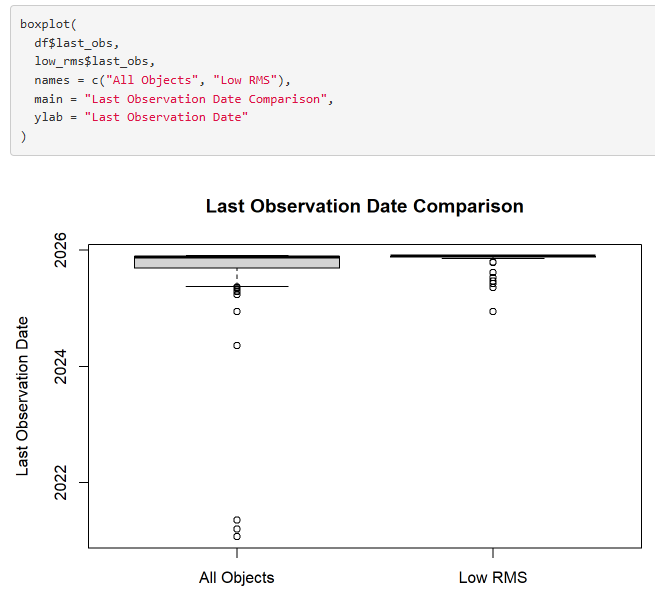 boxplot(
  df$last_obs,
  low_rms$last_obs,
  names = c("All Objects", "Low RMS"),
  main = "Last Observation Date Comparison",
  ylab = "Last Observation Date"
)
Last Observation Date Comparison
Last Observation Date
2026
2024
2022
All Objects
Low RMS